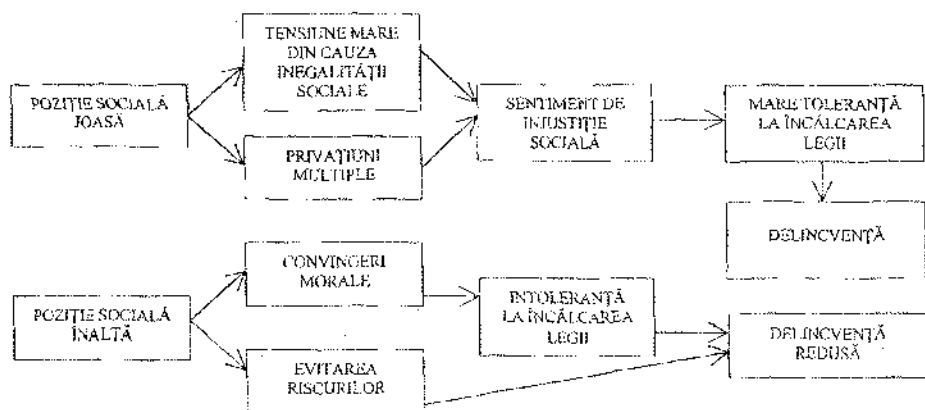 TENSIUNE MARE
DIN CAUZA
INEGALITĂȚII
SOCIALE
POZIȚIE SOCIALĂ
JOASĂ
PRIVAȚIUNI
MULTIPLE
SENTIMENT DE
INJUSTIȚIE
SOCIALĂ
MARE TOLERANȚĂ
LA ÎNCĂLCAREA
LEGII
DELINCVENȚĂ
CONVINGERI
MORALE
POZIȚIE SOCIALĂ
ÎNALTĂ
INTOLERANȚĂ
LA ÎNCĂLCAREA
LEGII
DELINCVENȚĂ
REDUSĂ
EVITAREA
RISCURILOR